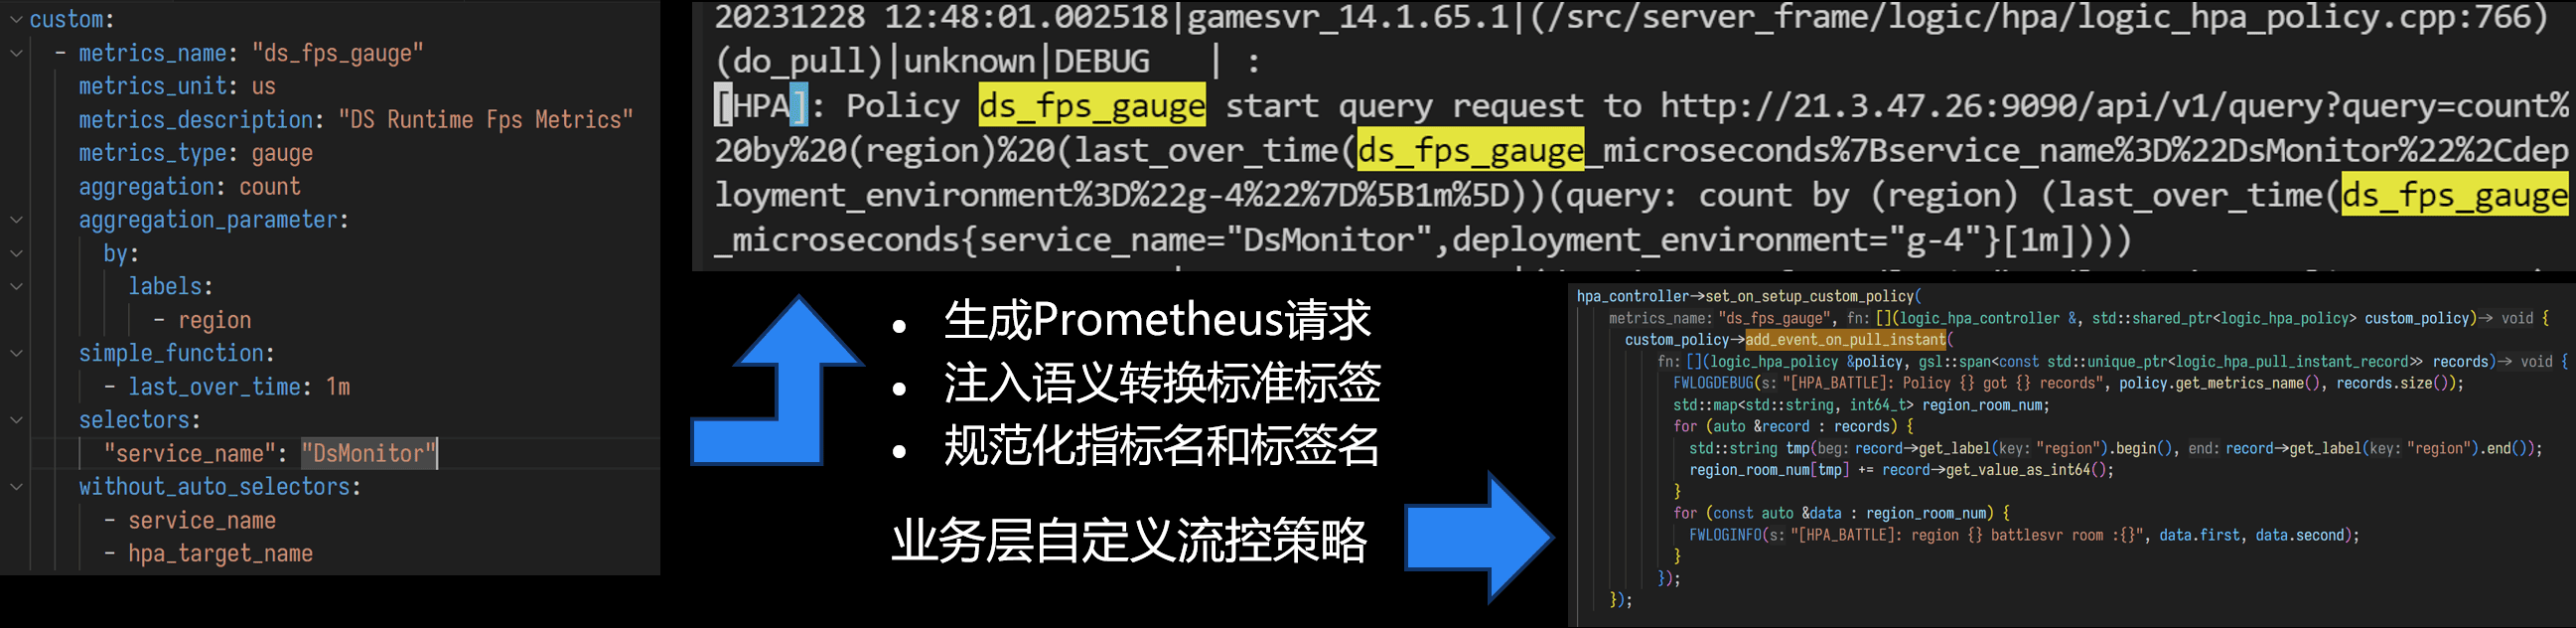 custom:
- metrics_name: "ds_fps_gauge"
metrics_unit: us
metrics_description: "DS Runtime Fps Metrics"
metrics_type: gauge
aggregation: count
aggregation_parameter:
by:
labels:
- region
simple_function:
- last_over_time: 1m
selectors:
"service_name": "DsMonitor"
without_auto_selectors:
- service_name
- hpa_target_name
20231228 12:48:01.002518|gamesvr_14.1.65.1|(/src/server_frame/logic/hpa/logic_hpa_policy.cpp:766)
(do_pull)|unknown|DEBUG   | :
[HPA]: Policy ds_fps_gauge start query request to http://21.3.47.26:9090/api/v1/query?query=count%
20by%20(region)%20(last_over_time(ds_fps_gauge_microseconds%7Bservice_name%3D%22DsMonitor%22%2Cdep
loyment_environment%3D%22g-4%22%7D%5B1m%5D))(query: count by (region) (last_over_time(ds_fps_gauge
_microseconds{service_name="DsMonitor",deployment_environment="g-4"}[1m])))
• 生成Prometheus请求
• 注入语义转换标准标签
• 规范化指标名和标签名
业务层自定义流控策略
hpa_controller→set_on_setup_custom_policy(
metrics_name: "ds_fps_gauge", fn: [](logic_hpa_controller &, std::shared_ptr<logic_hpa_policy> custom_policy)→ void {
custom_policy→add_event_on_pull_instant(
fn: [](logic_hpa_policy &policy, gsl::span<const std::unique_ptr<logic_hpa_pull_instant_record>> records)→ void {
FWLOGDEBUG(s: "[HPA_BATTLE]: Policy {} got {} records", policy.get_metrics_name(), records.size());
std::map<std::string, int64_t> region_room_num;
for (auto &record : records) {
std::string tmp(beg: record→get_label(key: "region").begin(), end: record→get_label(key: "region").end());
region_room_num[tmp] += record→get_value_as_int64();
}
for (const auto &data : region_room_num) {
FWLOGINFO(s: "[HPA_BATTLE]: region {} battlesvr room :{}", data.first, data.second);
}
});
});